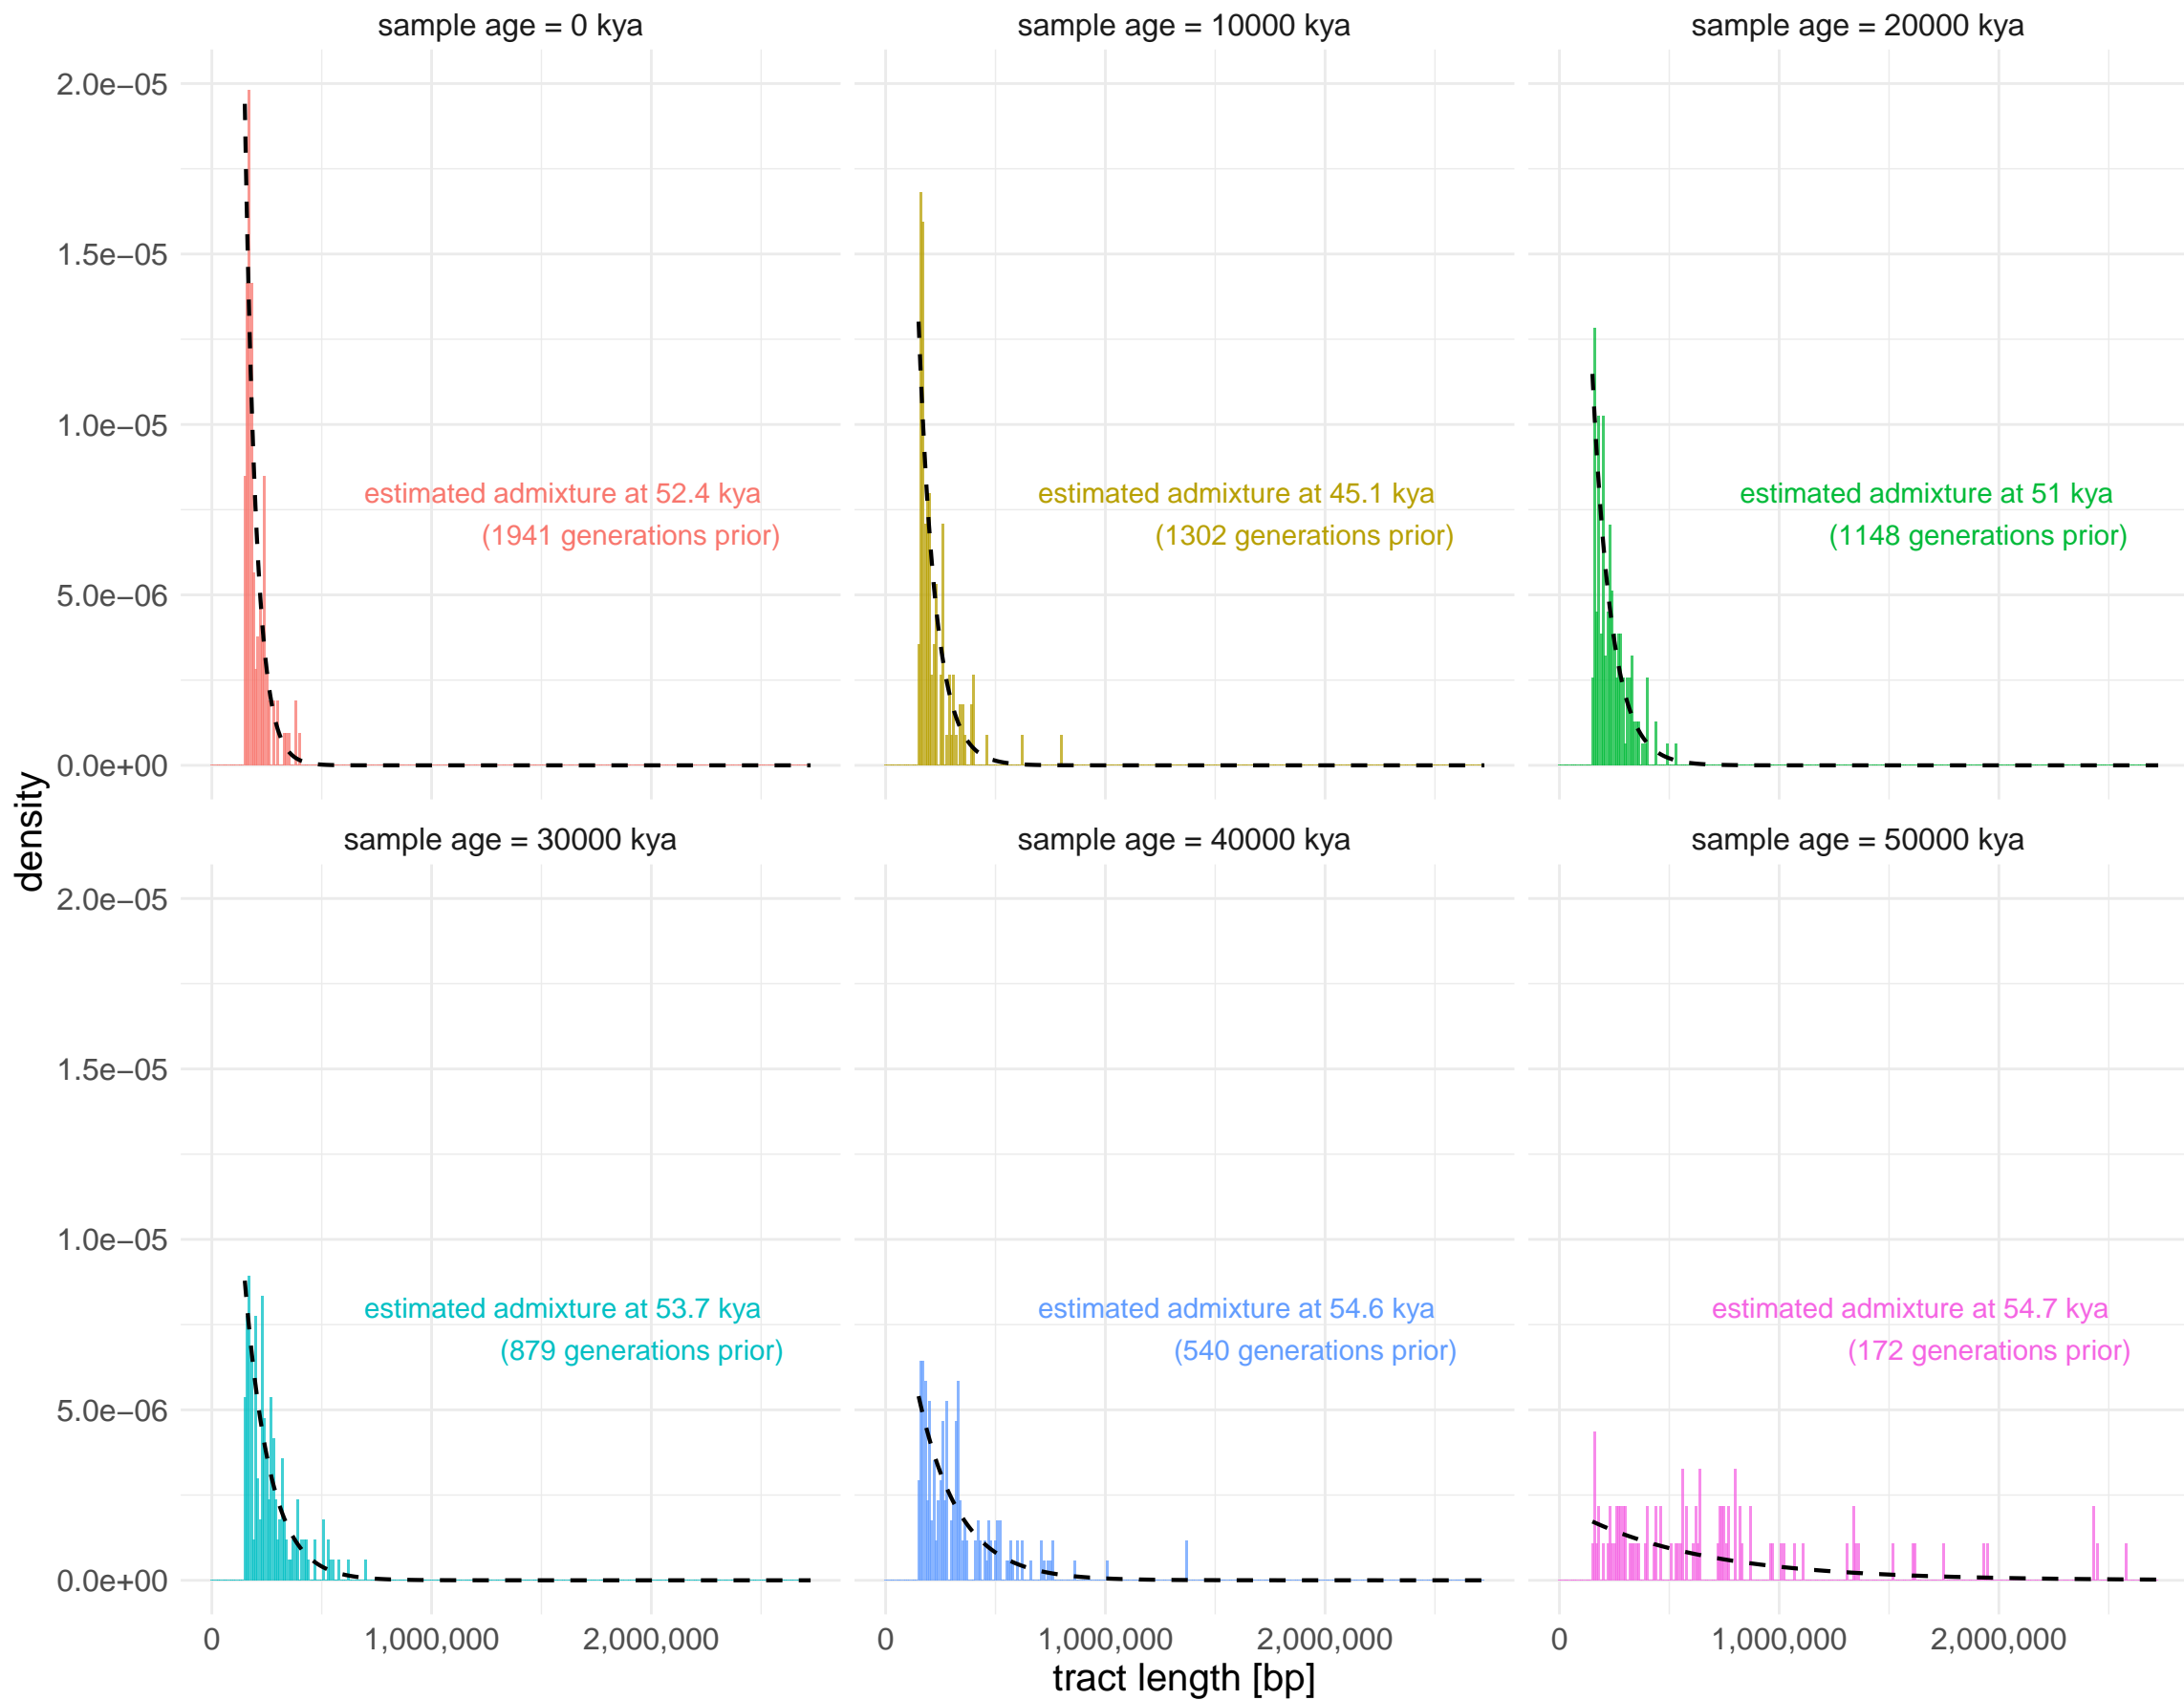 sample age = 0 kya
sample age = 10000 kya
sample age = 20000 kya
2.0e−05
1.5e−05
1.0e−05
5.0e−06
0.0e+00
estimated admixture at 52.4 kya
(1941 generations prior)
estimated admixture at 45.1 kya
(1302 generations prior)
estimated admixture at 51 kya
(1148 generations prior)
density
sample age = 30000 kya
sample age = 40000 kya
sample age = 50000 kya
2.0e−05
1.5e−05
1.0e−05
5.0e−06
0.0e+00
estimated admixture at 53.7 kya
(879 generations prior)
estimated admixture at 54.6 kya
(540 generations prior)
estimated admixture at 54.7 kya
(172 generations prior)
0 1,000,000 2,000,000
0 1,000,000 2,000,000
0 1,000,000 2,000,000
tract length [bp]